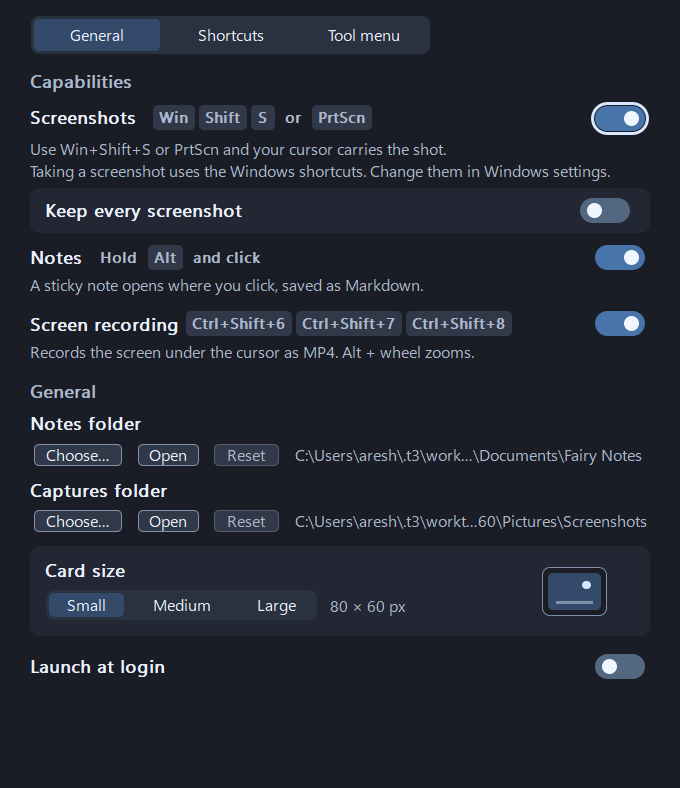 General Shortcuts Tool menu
Capabilities
Screenshots Win Shift S or PrtScn
Use Win+Shift+S or PrtScn and your cursor carries the shot.
Taking a screenshot uses the Windows shortcuts. Change them in Windows settings.
Keep every screenshot
Notes Hold Alt and click
A sticky note opens where you click, saved as Markdown.
Screen recording Ctrl+Shift+6 Ctrl+Shift+7 Ctrl+Shift+8
Records the screen under the cursor as MP4. Alt + wheel zooms.
General
Notes folder
Choose... Open Reset C:\Users\aresh\.t3\work...\Documents\Fairy Notes
Captures folder
Choose... Open Reset C:\Users\aresh\.t3\workt...60\Pictures\Screenshots
Card size
Small Medium Large 80 × 60 px
Launch at login